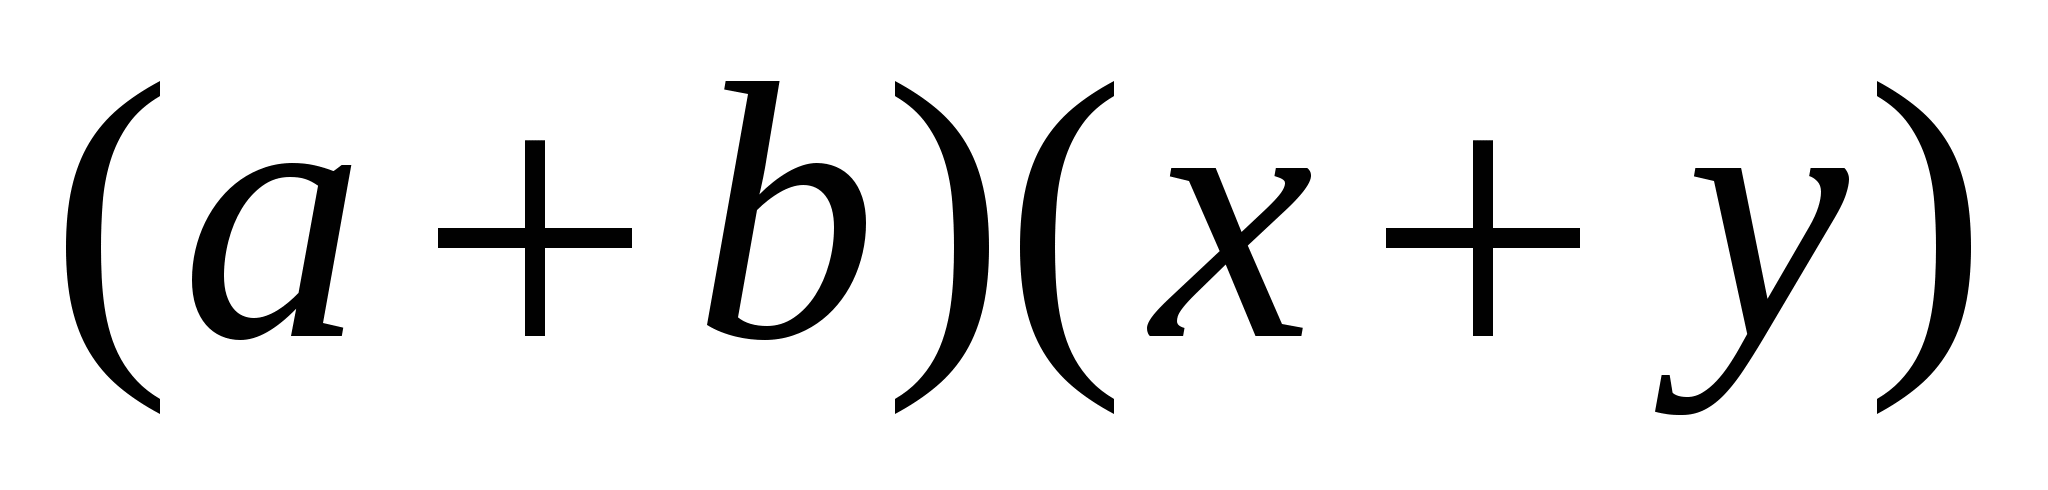 (a + b)(x + y)